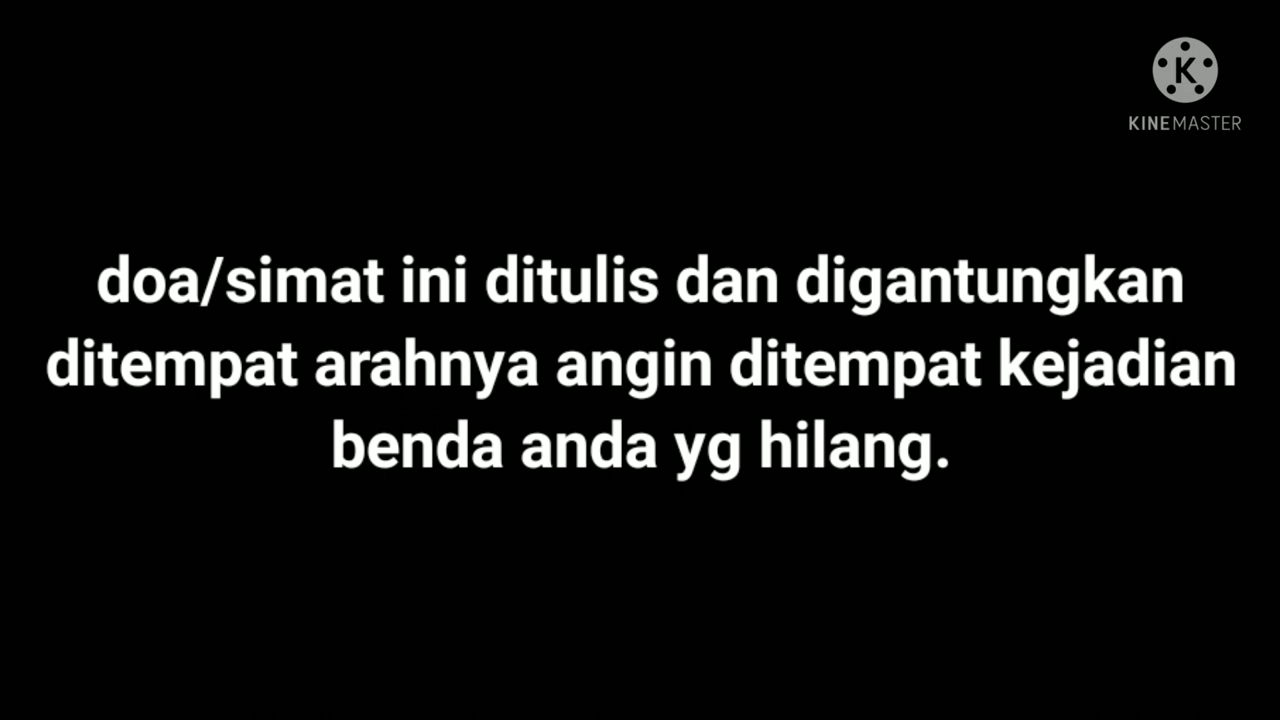 K
KINEMASTER
doa/simat ini ditulis dan digantungkan
ditempat arahnya angin ditempat kejadian
benda anda yg hilang.